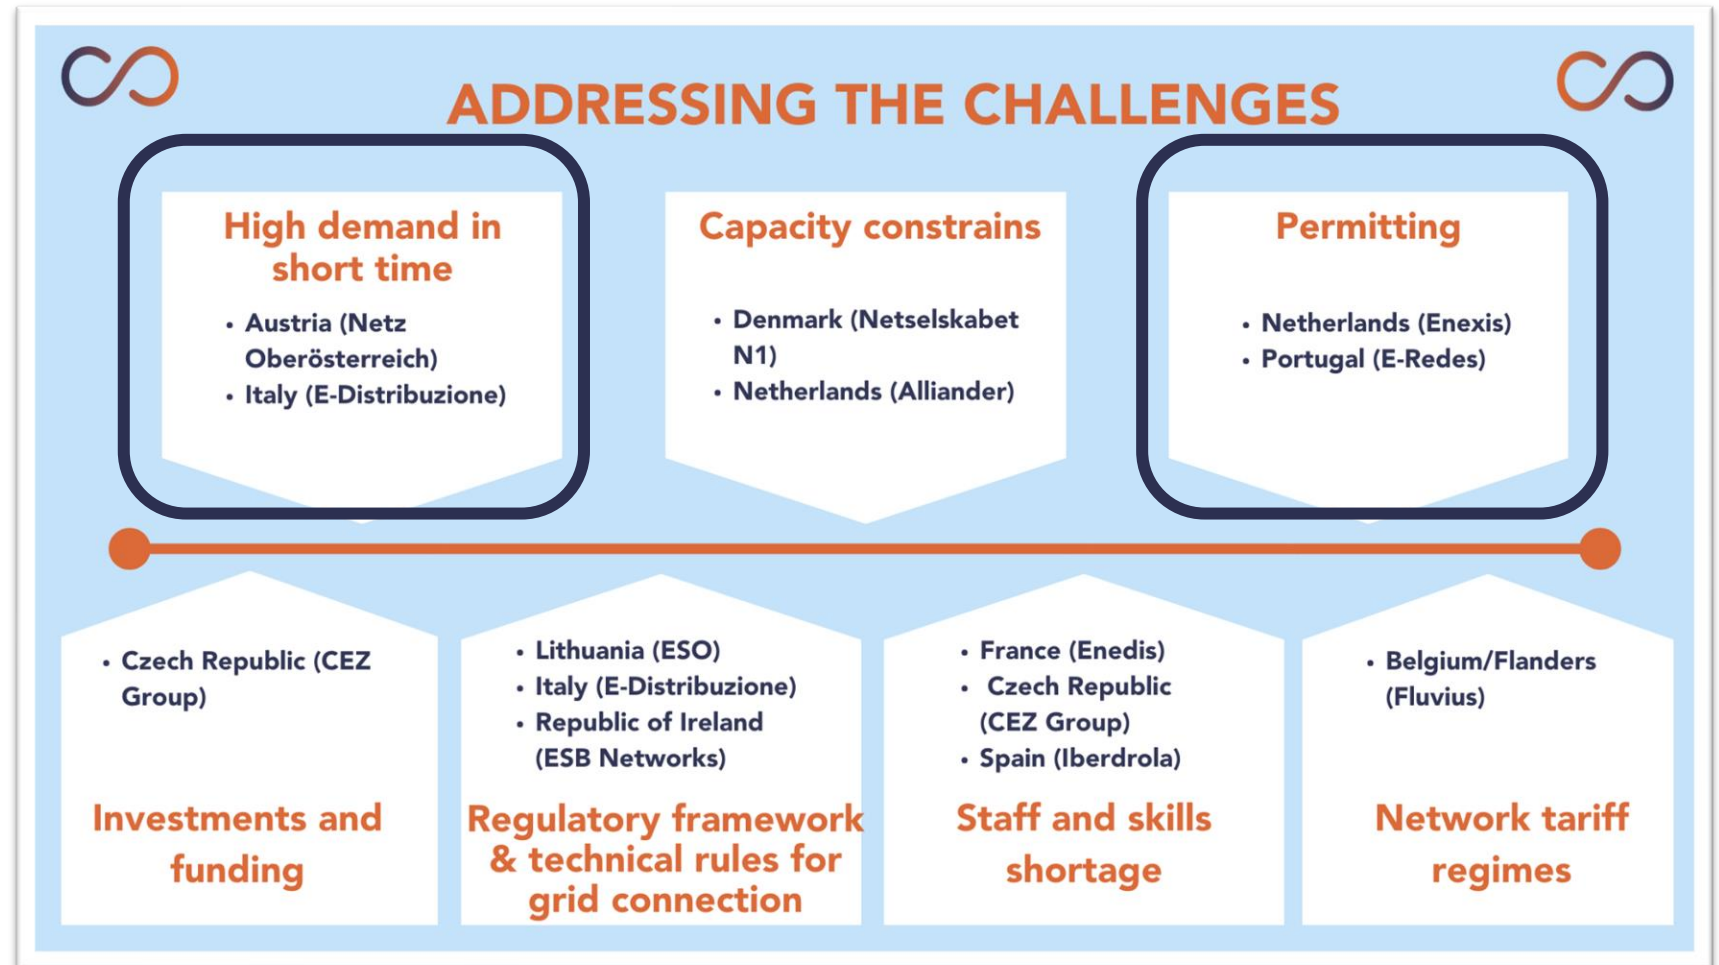 ADDRESSING THE CHALLENGES
High demand in
short time
• Austria (Netz
Oberösterreich)
• Italy (E-Distribuzione)
Capacity constrains
• Denmark (Netselskabet
N1)
• Netherlands (Alliander)
Permitting
• Netherlands (Enexis)
• Portugal (E-Redes)
• Czech Republic (CEZ
Group)
Investments and
funding
• Lithuania (ESO)
• Italy (E-Distribuzione)
• Republic of Ireland
(ESB Networks)
Regulatory framework
& technical rules for
grid connection
• France (Enedis)
• Czech Republic
(CEZ Group)
• Spain (Iberdrola)
Staff and skills
shortage
• Belgium/Flanders
(Fluvius)
Network tariff
regimes